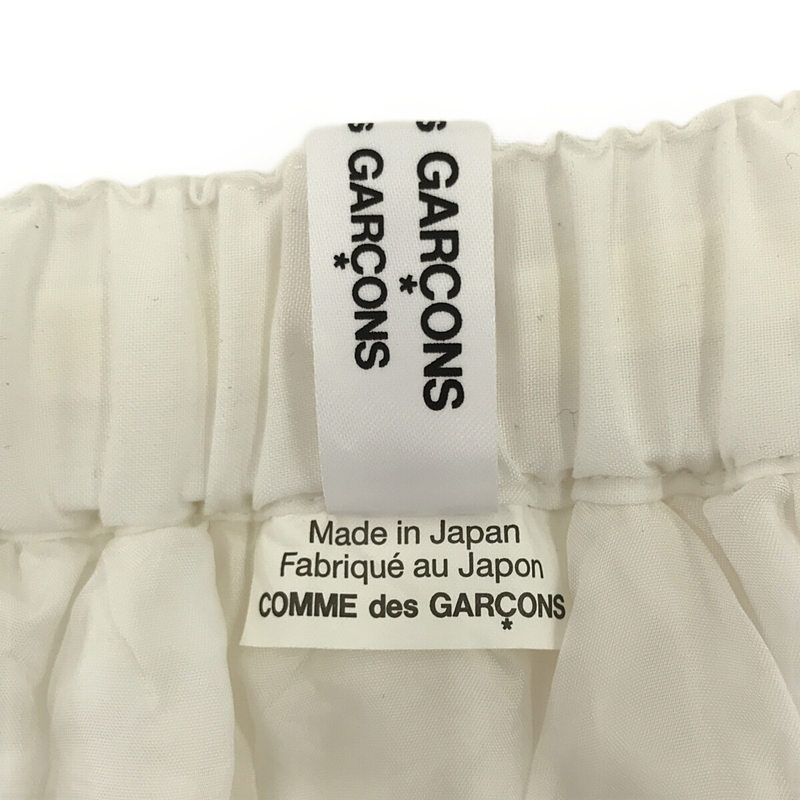 GARÇONS
GARÇONS
Made in Japan
Fabriqué au Japon
COMME des GARÇONS